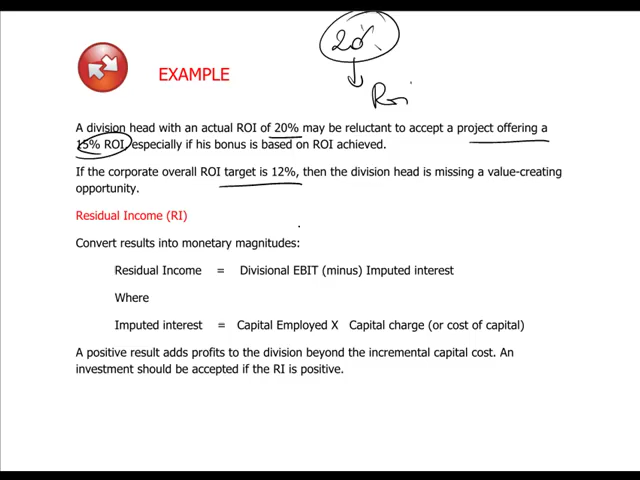 20%
Roi
EXAMPLE
A division head with an actual ROI of 20% may be reluctant to accept a project offering a
15% ROI, especially if his bonus is based on ROI achieved.
If the corporate overall ROI target is 12%, then the division head is missing a value-creating
opportunity.
Residual Income (RI)
Convert results into monetary magnitudes:
Residual Income = Divisional EBIT (minus) Imputed interest
Where
Imputed interest = Capital Employed X Capital charge (or cost of capital)
A positive result adds profits to the division beyond the incremental capital cost. An
investment should be accepted if the RI is positive.